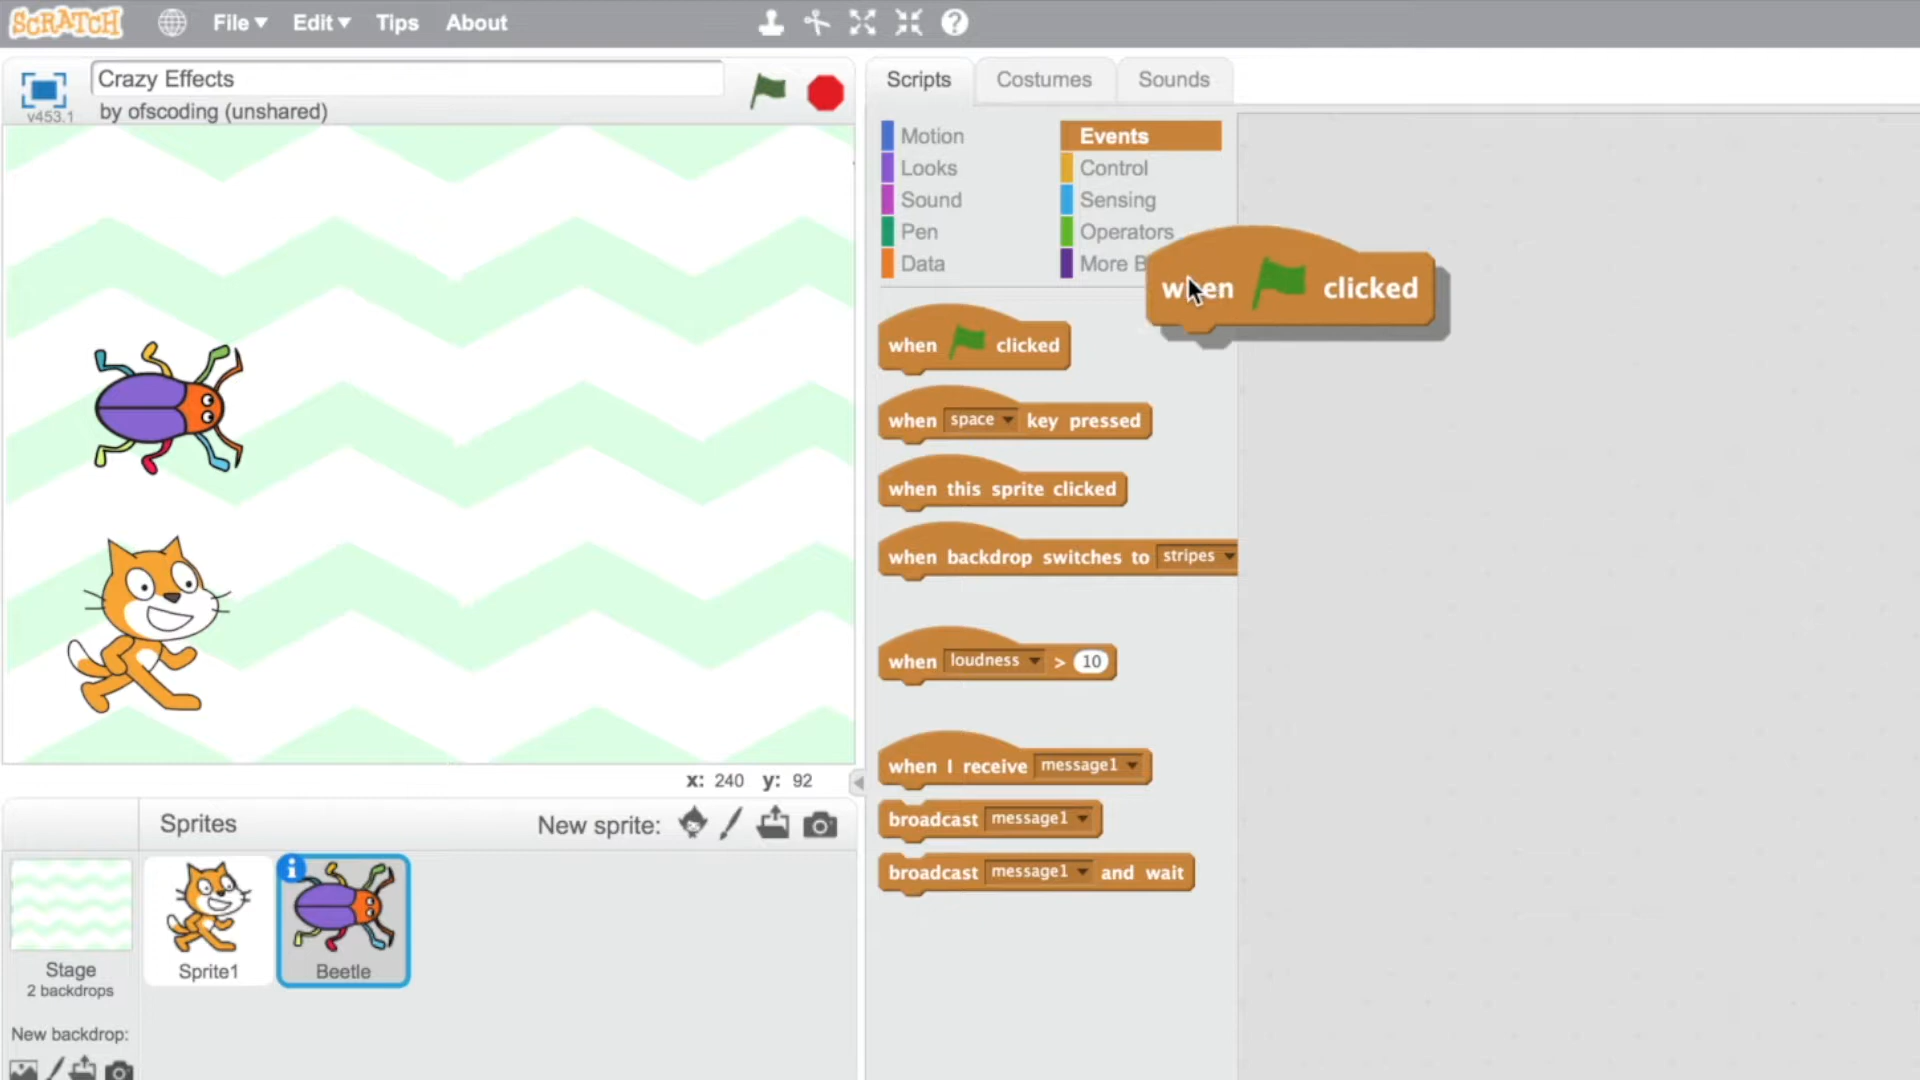 SCRATCH File Edit Tips About
Crazy Effects
v453.1 by ofscoding (unshared)
Scripts Costumes Sounds
Motion Events
Looks Control
Sound Sensing
Pen Operators
Data More B
when clicked
when clicked
when space key pressed
when this sprite clicked
when backdrop switches to stripes
when loudness > 10
when I receive message1
broadcast message1
broadcast message1 and wait
x: 240 y: 92
Sprites New sprite:
Stage
2 backdrops
New backdrop:
Sprite1
Beetle